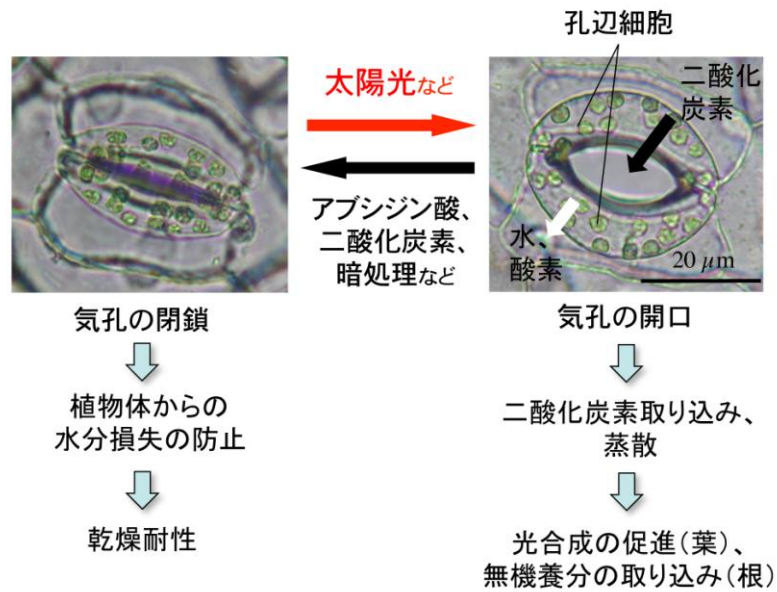 孔辺細胞
太陽光など
二酸化
炭素
アブシジン酸、
二酸化炭素、
暗処理など
水、
酸素
20 μm
気孔の閉鎖
気孔の開口
植物体からの
水分損失の防止
二酸化炭素取り込み、
蒸散
乾燥耐性
光合成の促進（葉）、
無機養分の取り込み（根）